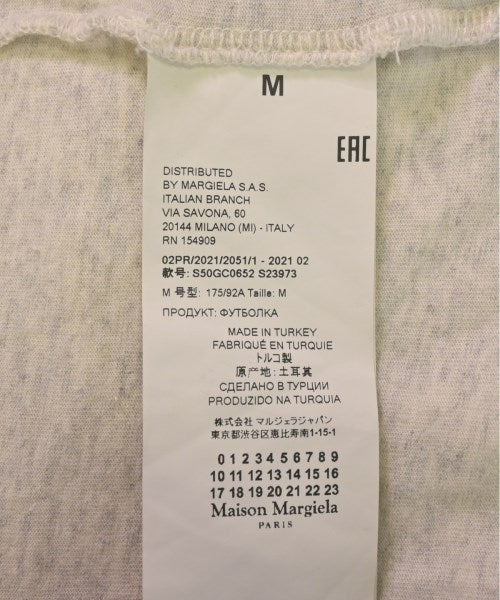 M
EAC
DISTRIBUTED
BY MARGIELA S.A.S.
ITALIAN BRANCH
VIA SAVONA, 60
20144 MILANO (MI) - ITALY
RN 154909
02PR/2021/2051/1 - 2021 02
款号: S50GC0652 S23973
M 号型: 175/92A Taille: M
ПРОДУКТ: ФУТБОЛКА
MADE IN TURKEY
FABRIQUÉ EN TURQUIE
トルコ製
原产地: 土耳其
СДЕЛАНО В ТУРЦИИ
PRODUZIDO NA TURQUIA
株式会社 マルジェラジャパン
東京都渋谷区恵比寿南1-15-1
0 1 2 3 4 5 6 7 8 9
10 11 12 13 14 15 16
17 18 19 20 21 22 23
Maison Margiela
PARIS